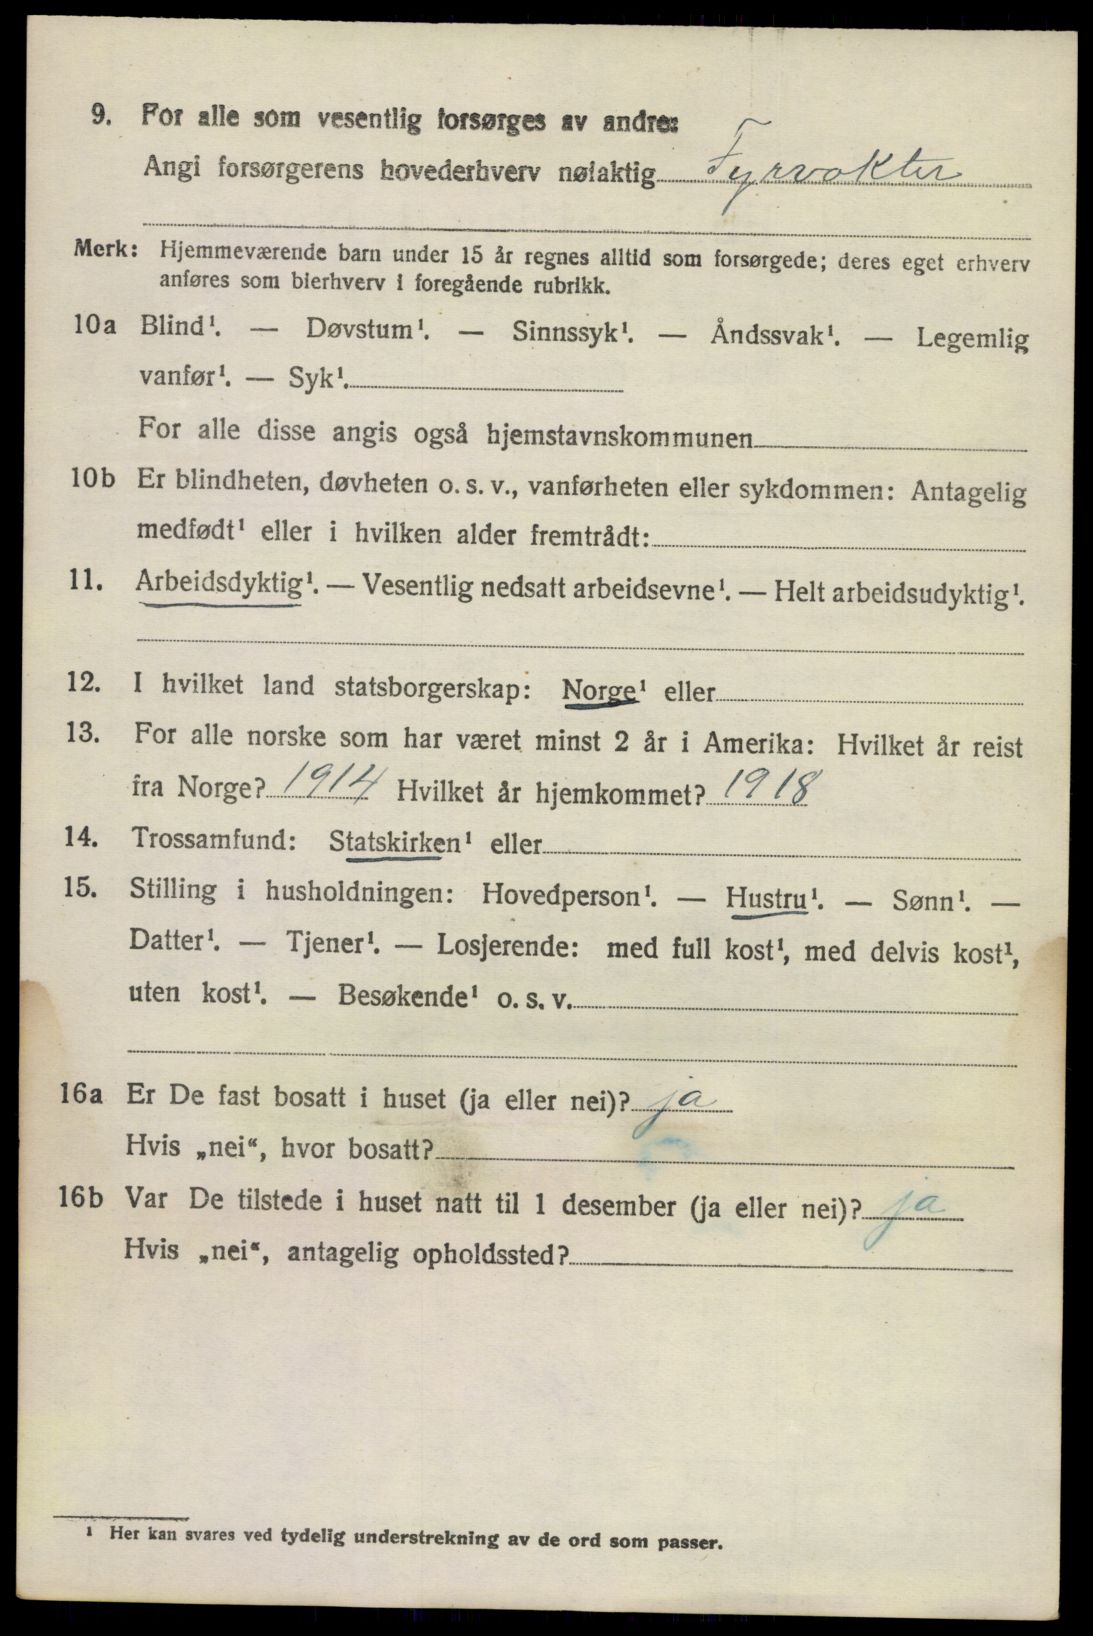 9. For alle som vesentlig forsørges av andre:
Angi forsørgerens hovederhverv nøiaktig Fyrvokter
Merk: Hjemmeværende barn under 15 år regnes alltid som forsørgede; deres eget erhverv
anføres som bierhverv i foregående rubrikk.
10a Blind¹. — Døvstum¹. — Sinnssyk¹. — Åndssvak¹. — Legemlig
vanfør¹. — Syk¹.
For alle disse angis også hjemstavnskommunen
10b Er blindheten, døvheten o. s. v., vanførheten eller sykdommen: Antagelig
medfødt¹ eller i hvilken alder fremtrådt:
11. Arbeidsdyktig¹. — Vesentlig nedsatt arbeidsevne¹. — Helt arbeidsudyktig¹.
12. I hvilket land statsborgerskap: Norge¹ eller
13. For alle norske som har været minst 2 år i Amerika: Hvilket år reist
fra Norge? 1914 Hvilket år hjemkommet? 1918
14. Trossamfund: Statskirken¹ eller
15. Stilling i husholdningen: Hovedperson¹. — Hustru¹. — Sønn¹. —
Datter¹. — Tjener¹. — Losjerende: med full kost¹, med delvis kost¹,
uten kost¹. — Besøkende¹ o. s. v.
16a Er De fast bosatt i huset (ja eller nei)? ja
Hvis „nei“, hvor bosatt?
16b Var De tilstede i huset natt til 1 desember (ja eller nei)? ja
Hvis „nei“, antagelig opholdssted?
¹ Her kan svares ved tydelig understrekning av de ord som passer.